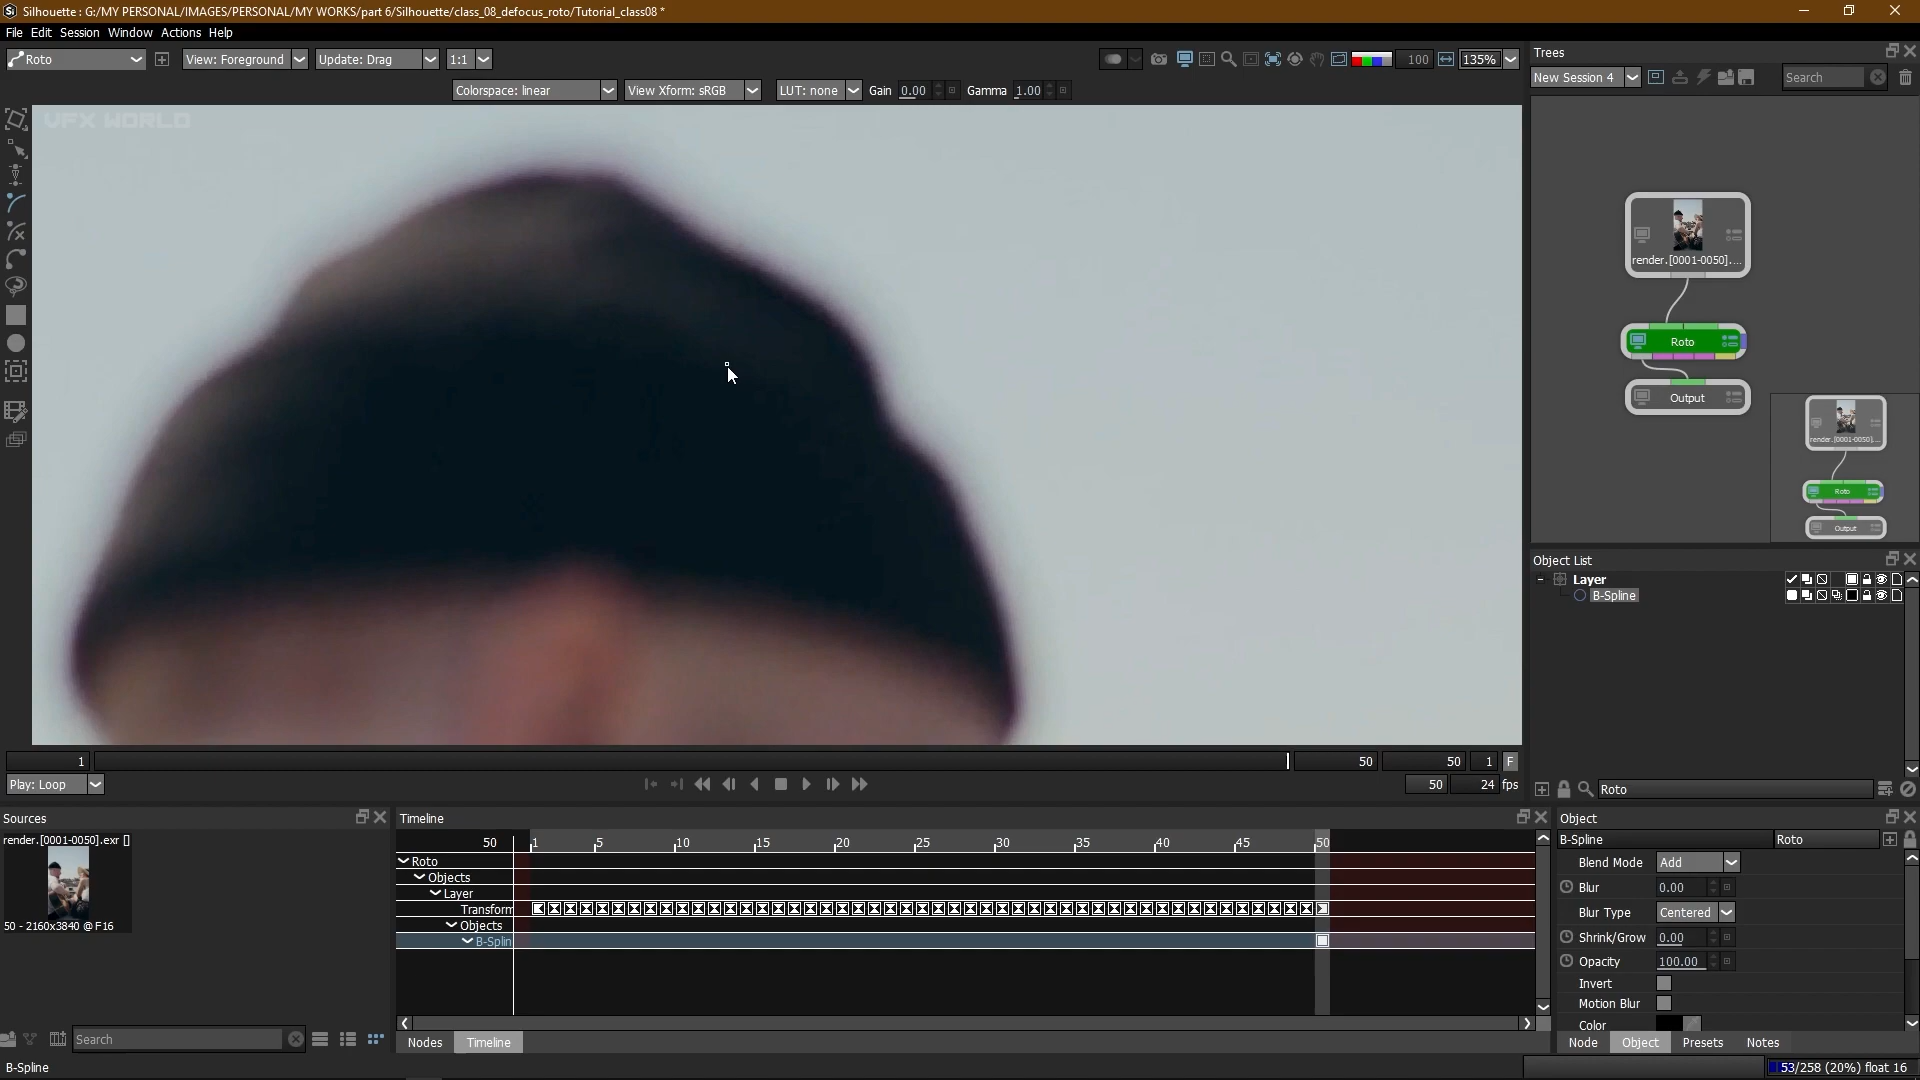 Silhouette : G:/MY PERSONAL/IMAGES/PERSONAL/MY WORKS/part 6/Silhouette/class_08_defocus_roto/Tutorial_class08 *
File Edit Session Window Actions Help
Roto View: Foreground Update: Drag 1:1 100 135%
Colorspace: linear View Xform: sRGB LUT: none Gain 0.00 Gamma 1.00
VFX WORLD
Trees
New Session 4 Search
render.[0001-0050]....
Roto
Output
render.[0001-0050]....
Roto
Output
Object List
Layer
B-Spline
Roto
1 50 50 1 F
Play: Loop 50 24 fps
Sources
render.[0001-0050].exr []
50 - 2160x3840 @ F16
Search
Timeline
50 1 5 10 15 20 25 30 35 40 45 50
Roto
Objects
Layer
Transform
Objects
B-Splin
Nodes Timeline
Object
B-Spline Roto
Blend Mode Add
Blur 0.00
Blur Type Centered
Shrink/Grow 0.00
Opacity 100.00
Invert
Motion Blur
Color
Node Object Presets Notes
B-Spline
53/258 (20%) float 16